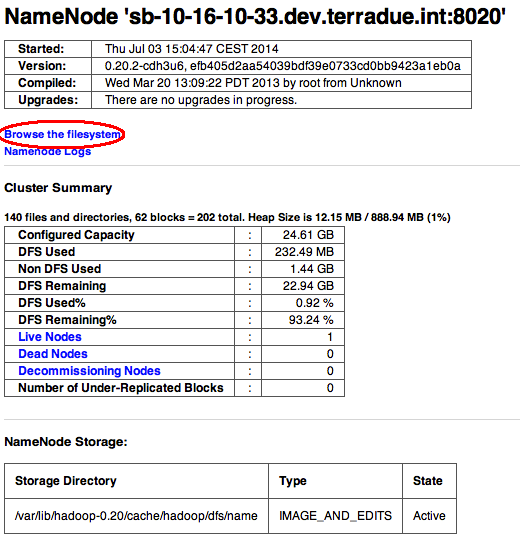 NameNode 'sb-10-16-10-33.dev.terradue.int:8020'
Started: Thu Jul 03 15:04:47 CEST 2014
Version: 0.20.2-cdh3u6, efb405d2aa54039bdf39e0733cd0bb9423a1eb0a
Compiled: Wed Mar 20 13:09:22 PDT 2013 by root from Unknown
Upgrades: There are no upgrades in progress.
Browse the filesystem
Namenode Logs
Cluster Summary
140 files and directories, 62 blocks = 202 total. Heap Size is 12.15 MB / 888.94 MB (1%)
Configured Capacity : 24.61 GB
DFS Used : 232.49 MB
Non DFS Used : 1.44 GB
DFS Remaining : 22.94 GB
DFS Used% : 0.92 %
DFS Remaining% : 93.24 %
Live Nodes : 1
Dead Nodes : 0
Decommissioning Nodes : 0
Number of Under-Replicated Blocks : 0
NameNode Storage:
Storage Directory Type State
/var/lib/hadoop-0.20/cache/hadoop/dfs/name IMAGE_AND_EDITS Active